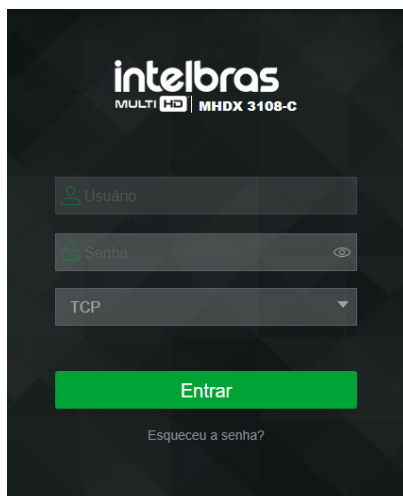 intelbras
MULTI HD MHDX 3108-C
Usuário
Senha
TCP
Entrar
Esqueceu a senha?